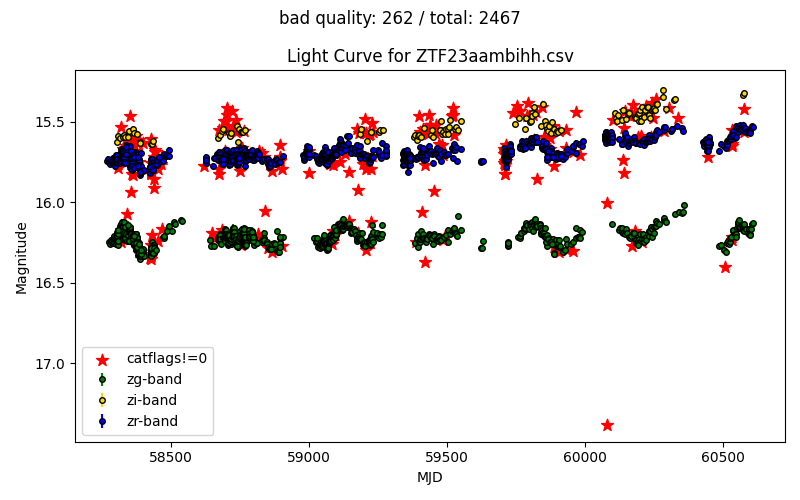 bad quality: 262 / total: 2467
Light Curve for ZTF23aambihh.csv
Magnitude
15.5
16.0
16.5
17.0
catflags!=0
zg-band
zi-band
zr-band
58500 59000 59500 60000 60500
MJD